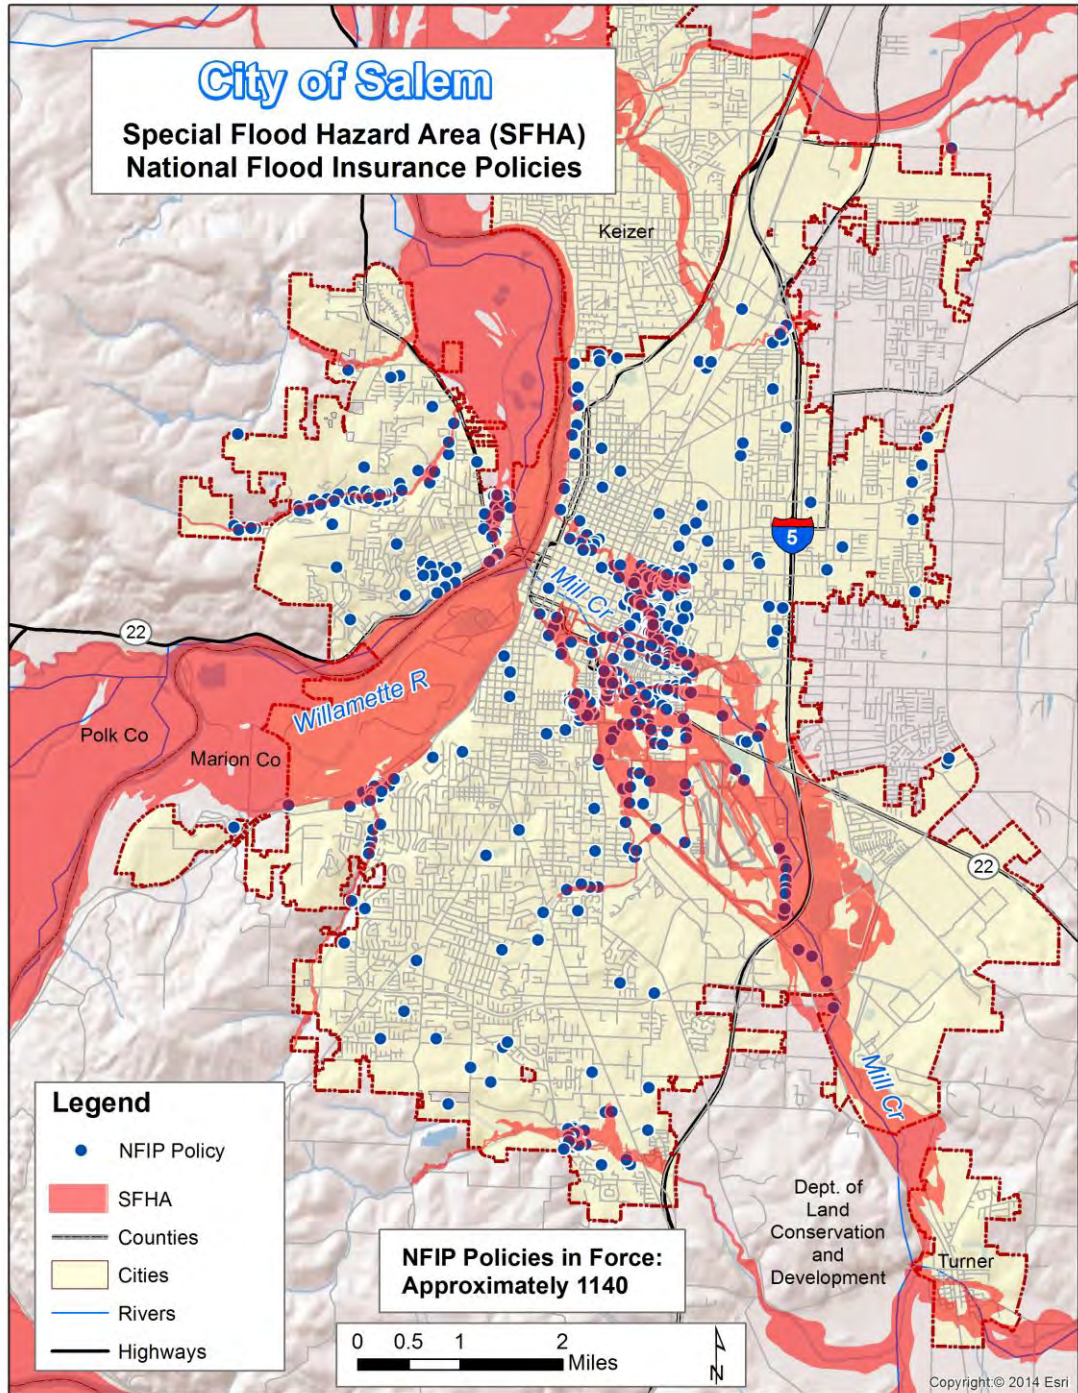 City of Salem
Special Flood Hazard Area (SFHA)
National Flood Insurance Policies
Keizer
5
Mill Cr
22
Willamette R
Polk Co
Marion Co
22
Mill Cr
Legend
NFIP Policy
SFHA
Counties
Cities
Rivers
Highways
NFIP Policies in Force:
Approximately 1140
Dept. of
Land
Conservation
and
Development
Turner
0 0.5 1 2
Miles
N
Copyright:© 2014 Esri